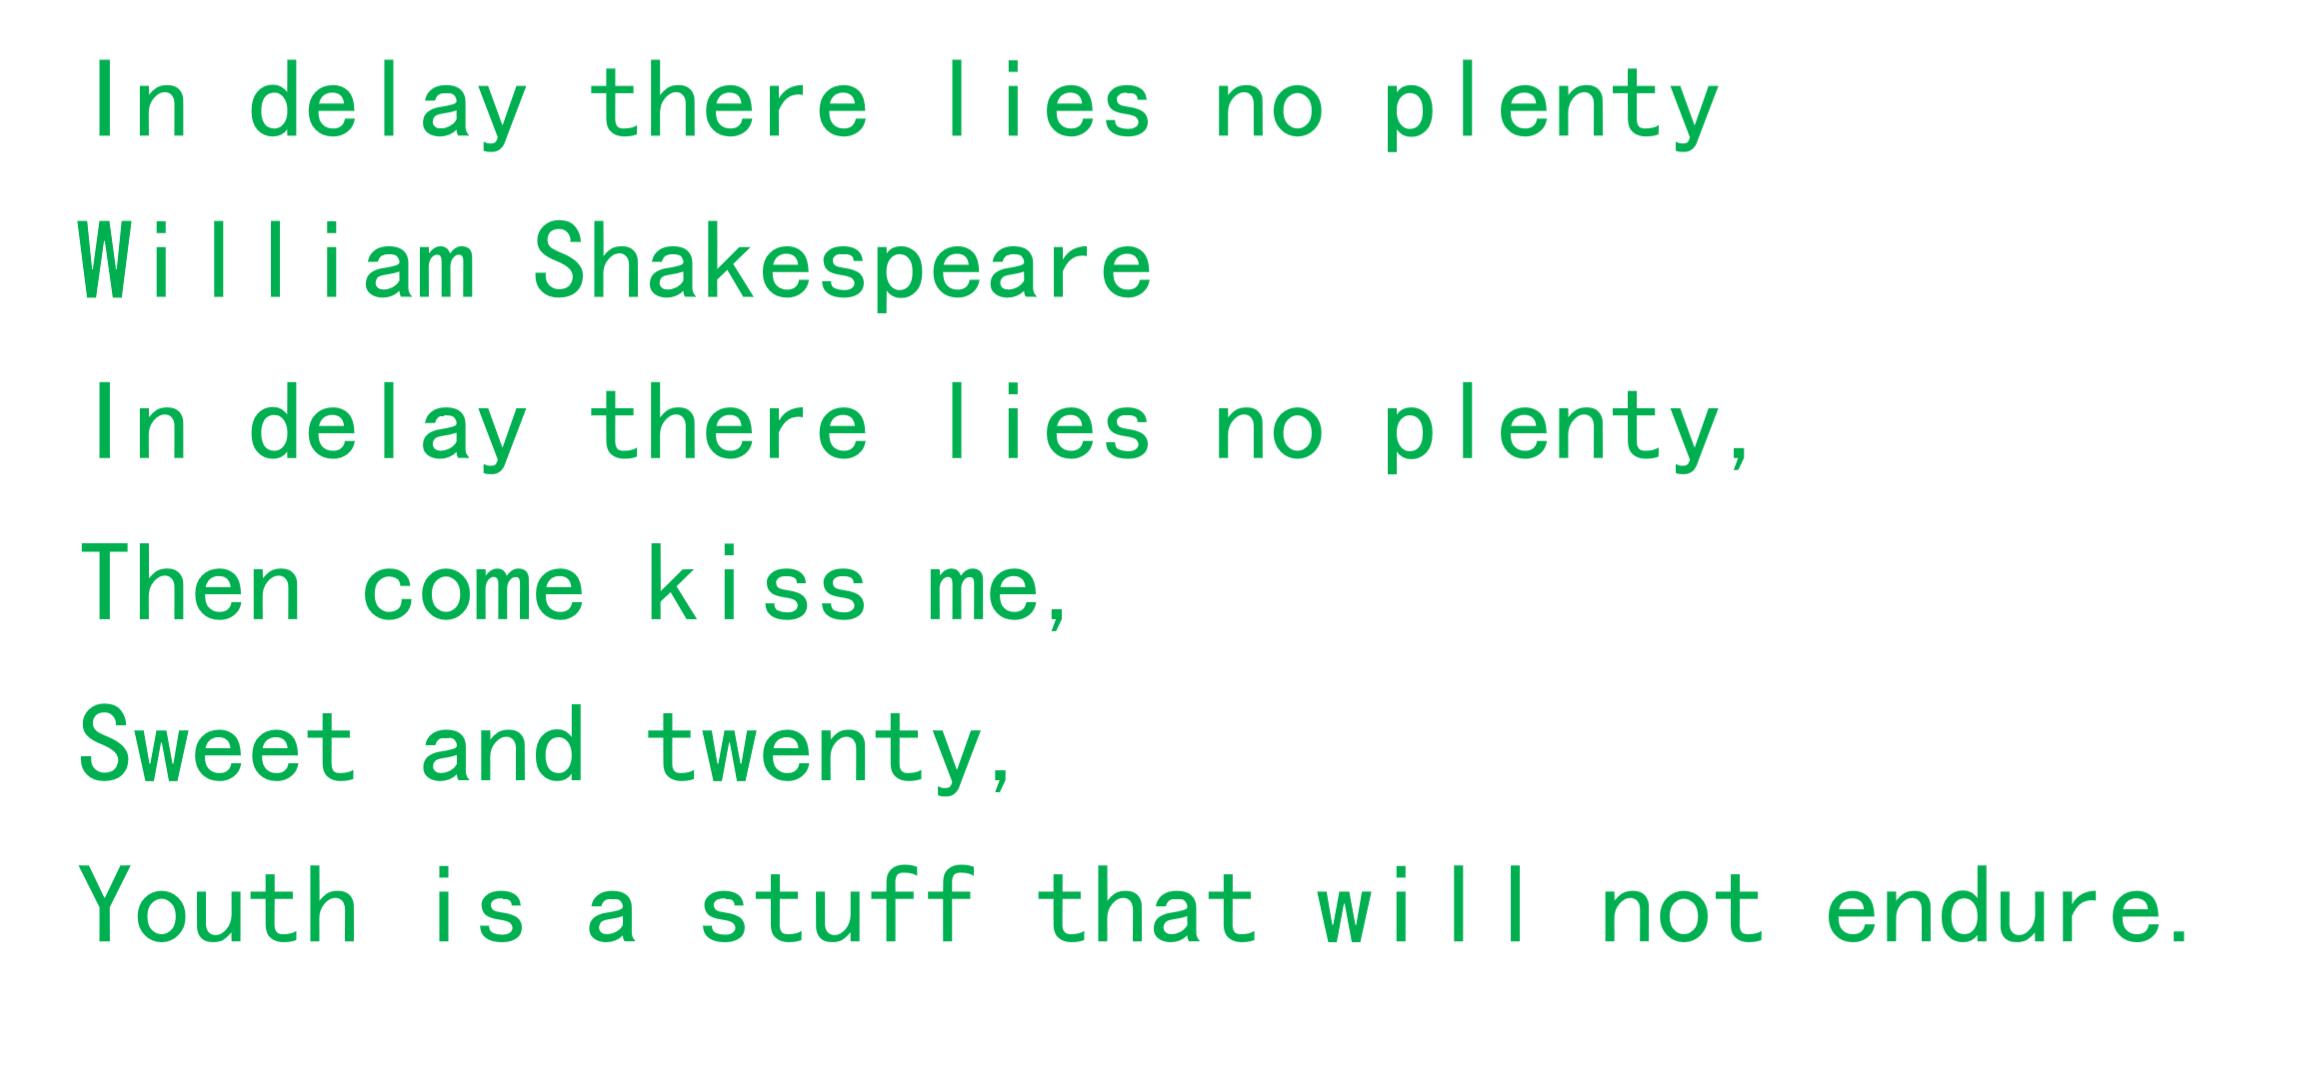 In delay there lies no plenty
William Shakespeare
In delay there lies no plenty,
Then come kiss me,
Sweet and twenty,
Youth is a stuff that will not endure.